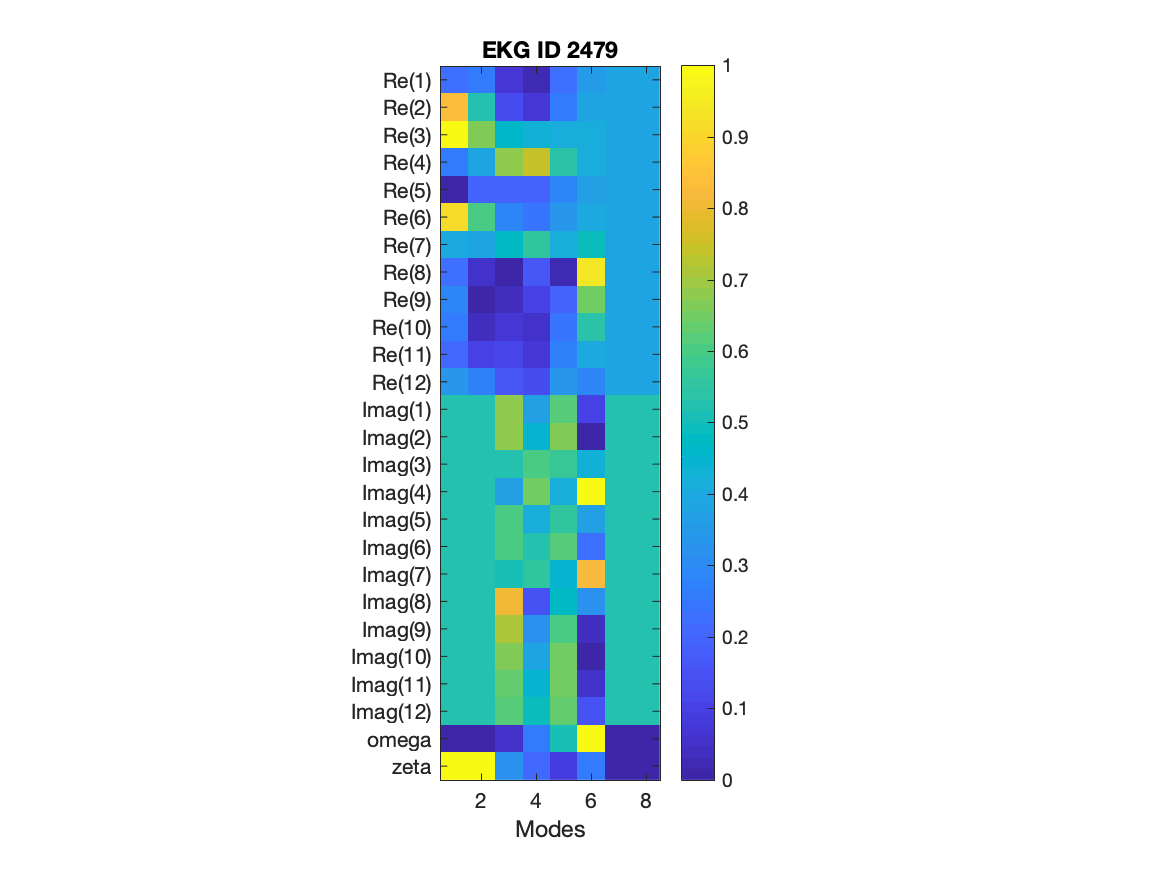 EKG ID 2479
Re(1)
Re(2)
Re(3)
Re(4)
Re(5)
Re(6)
Re(7)
Re(8)
Re(9)
Re(10)
Re(11)
Re(12)
Imag(1)
Imag(2)
Imag(3)
Imag(4)
Imag(5)
Imag(6)
Imag(7)
Imag(8)
Imag(9)
Imag(10)
Imag(11)
Imag(12)
omega
zeta
2 4 6 8
Modes
1
0.9
0.8
0.7
0.6
0.5
0.4
0.3
0.2
0.1
0